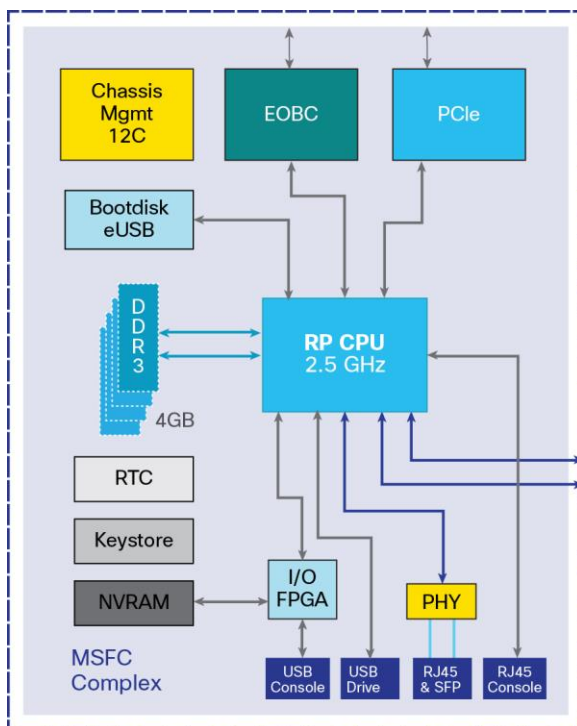 Chassis
Mgmt
12C
EOBC
PCIe
Bootdisk
eUSB
D
D
R
3
4GB
RP CPU
2.5 GHz
RTC
Keystore
NVRAM
I/O
FPGA
PHY
MSFC
Complex
USB
Console
USB
Drive
RJ45
& SFP
RJ45
Console